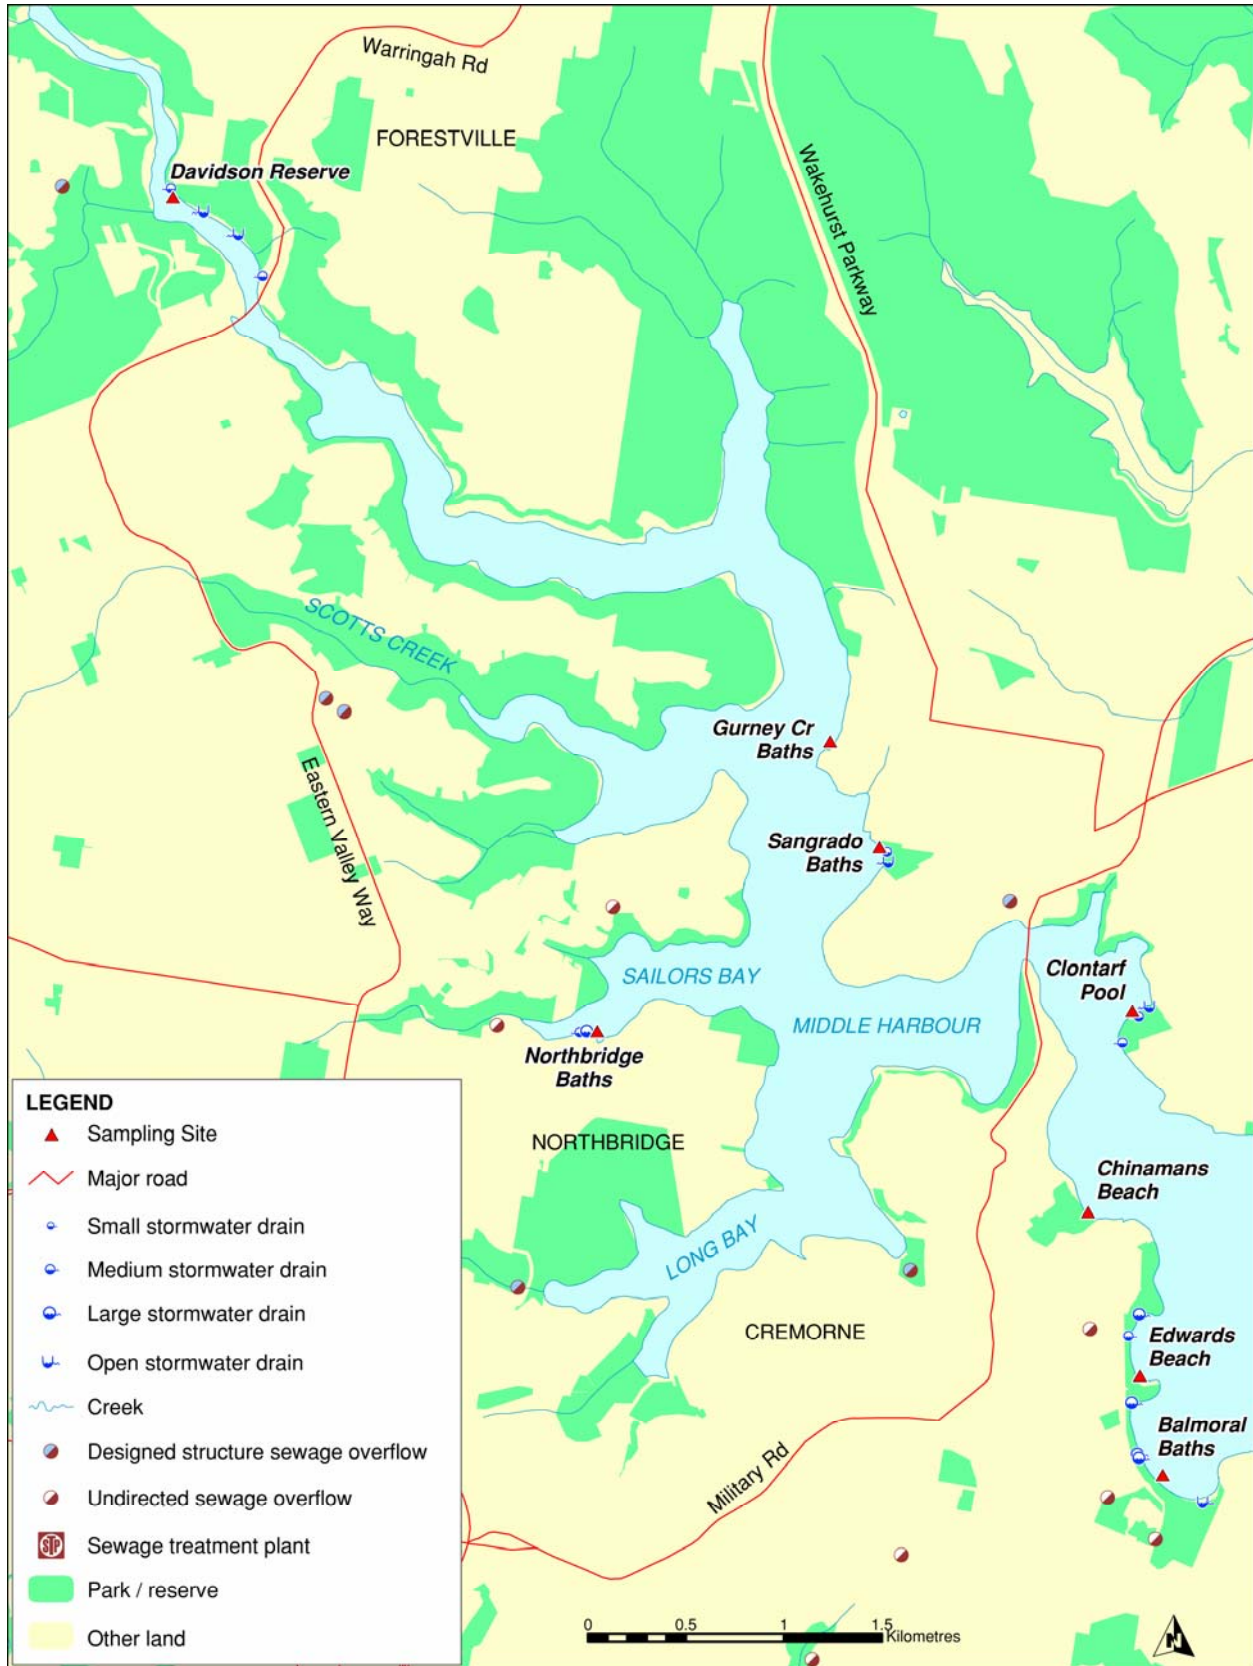 Warringah Rd
FORESTVILLE
Davidson Reserve
Wakehurst Parkway
SCOTTS CREEK
Gurney Cr
Baths
Eastern Valley Way
Sangrado
Baths
SAILORS BAY
Clontarf
Pool
MIDDLE HARBOUR
Northbridge
Baths
NORTHBRIDGE
Chinamans
Beach
LONG BAY
CREMORNE
Edwards
Beach
Balmoral
Baths
Military Rd
LEGEND
Sampling Site
Major road
Small stormwater drain
Medium stormwater drain
Large stormwater drain
Open stormwater drain
Creek
Designed structure sewage overflow
Undirected sewage overflow
STP
Sewage treatment plant
Park / reserve
Other land
0 0.5 1 1.5
Kilometres
N